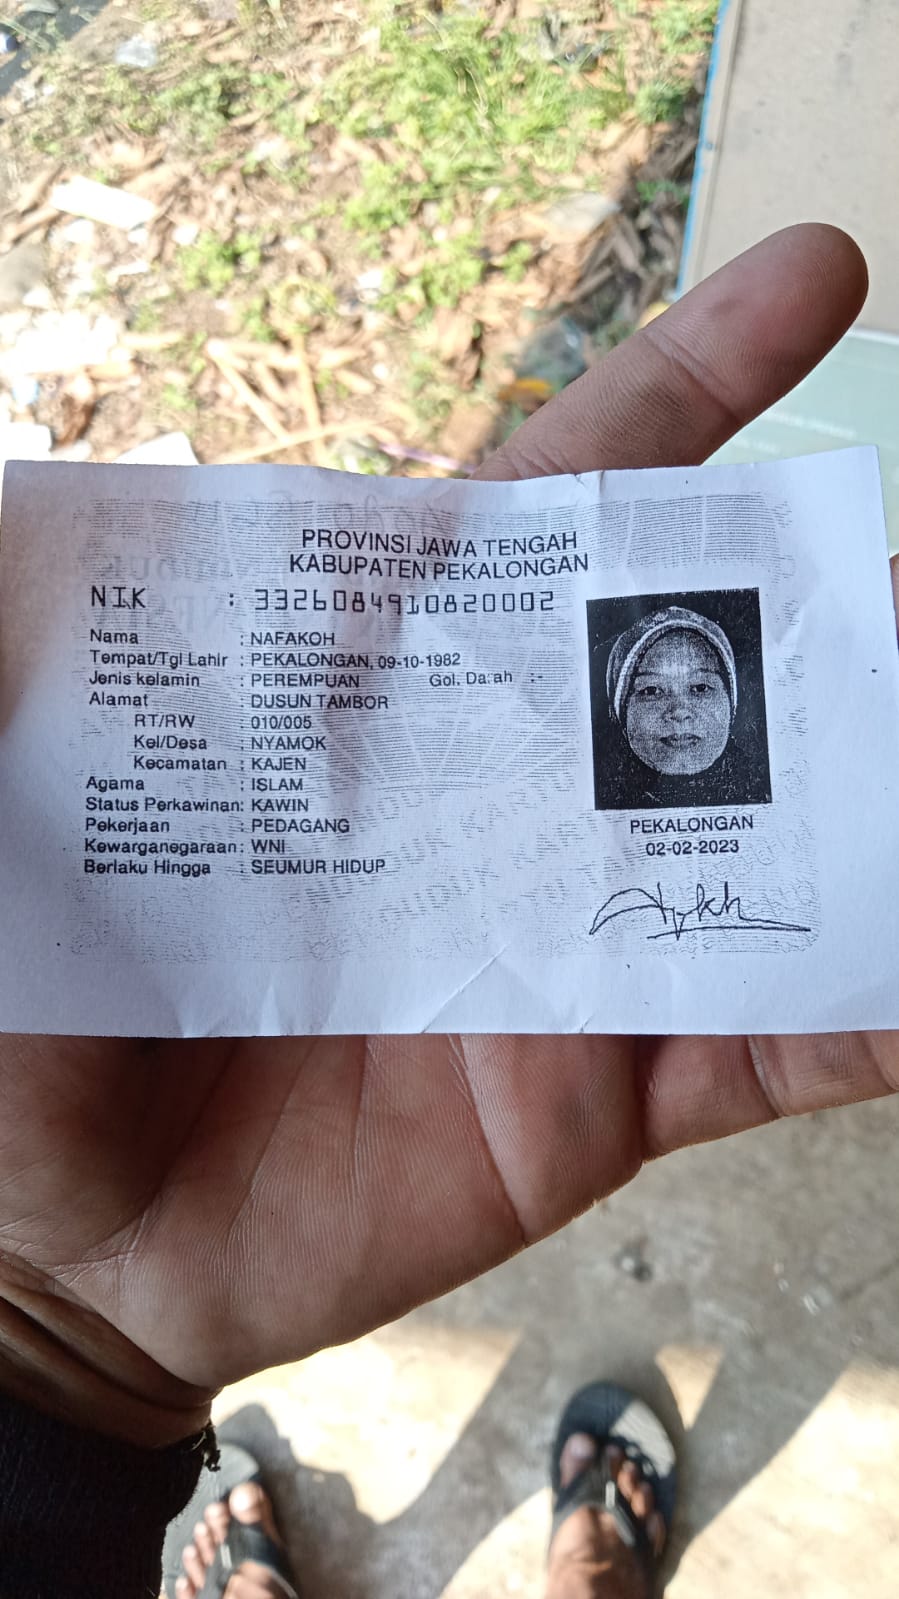 PROVINSI JAWA TENGAH
KABUPATEN PEKALONGAN
NIK : 3326084910820002
Nama : NAFAKOH
Tempat/Tgl Lahir : PEKALONGAN, 09-10-1982
Jenis kelamin : PEREMPUAN Gol. Darah :-
Alamat : DUSUN TAMBOR
RT/RW : 010/005
Kel/Desa : NYAMOK
Kecamatan : KAJEN
Agama : ISLAM
Status Perkawinan: KAWIN
Pekerjaan : PEDAGANG
Kewarganegaraan: WNI
Berlaku Hingga : SEUMUR HIDUP
PEKALONGAN
02-02-2023